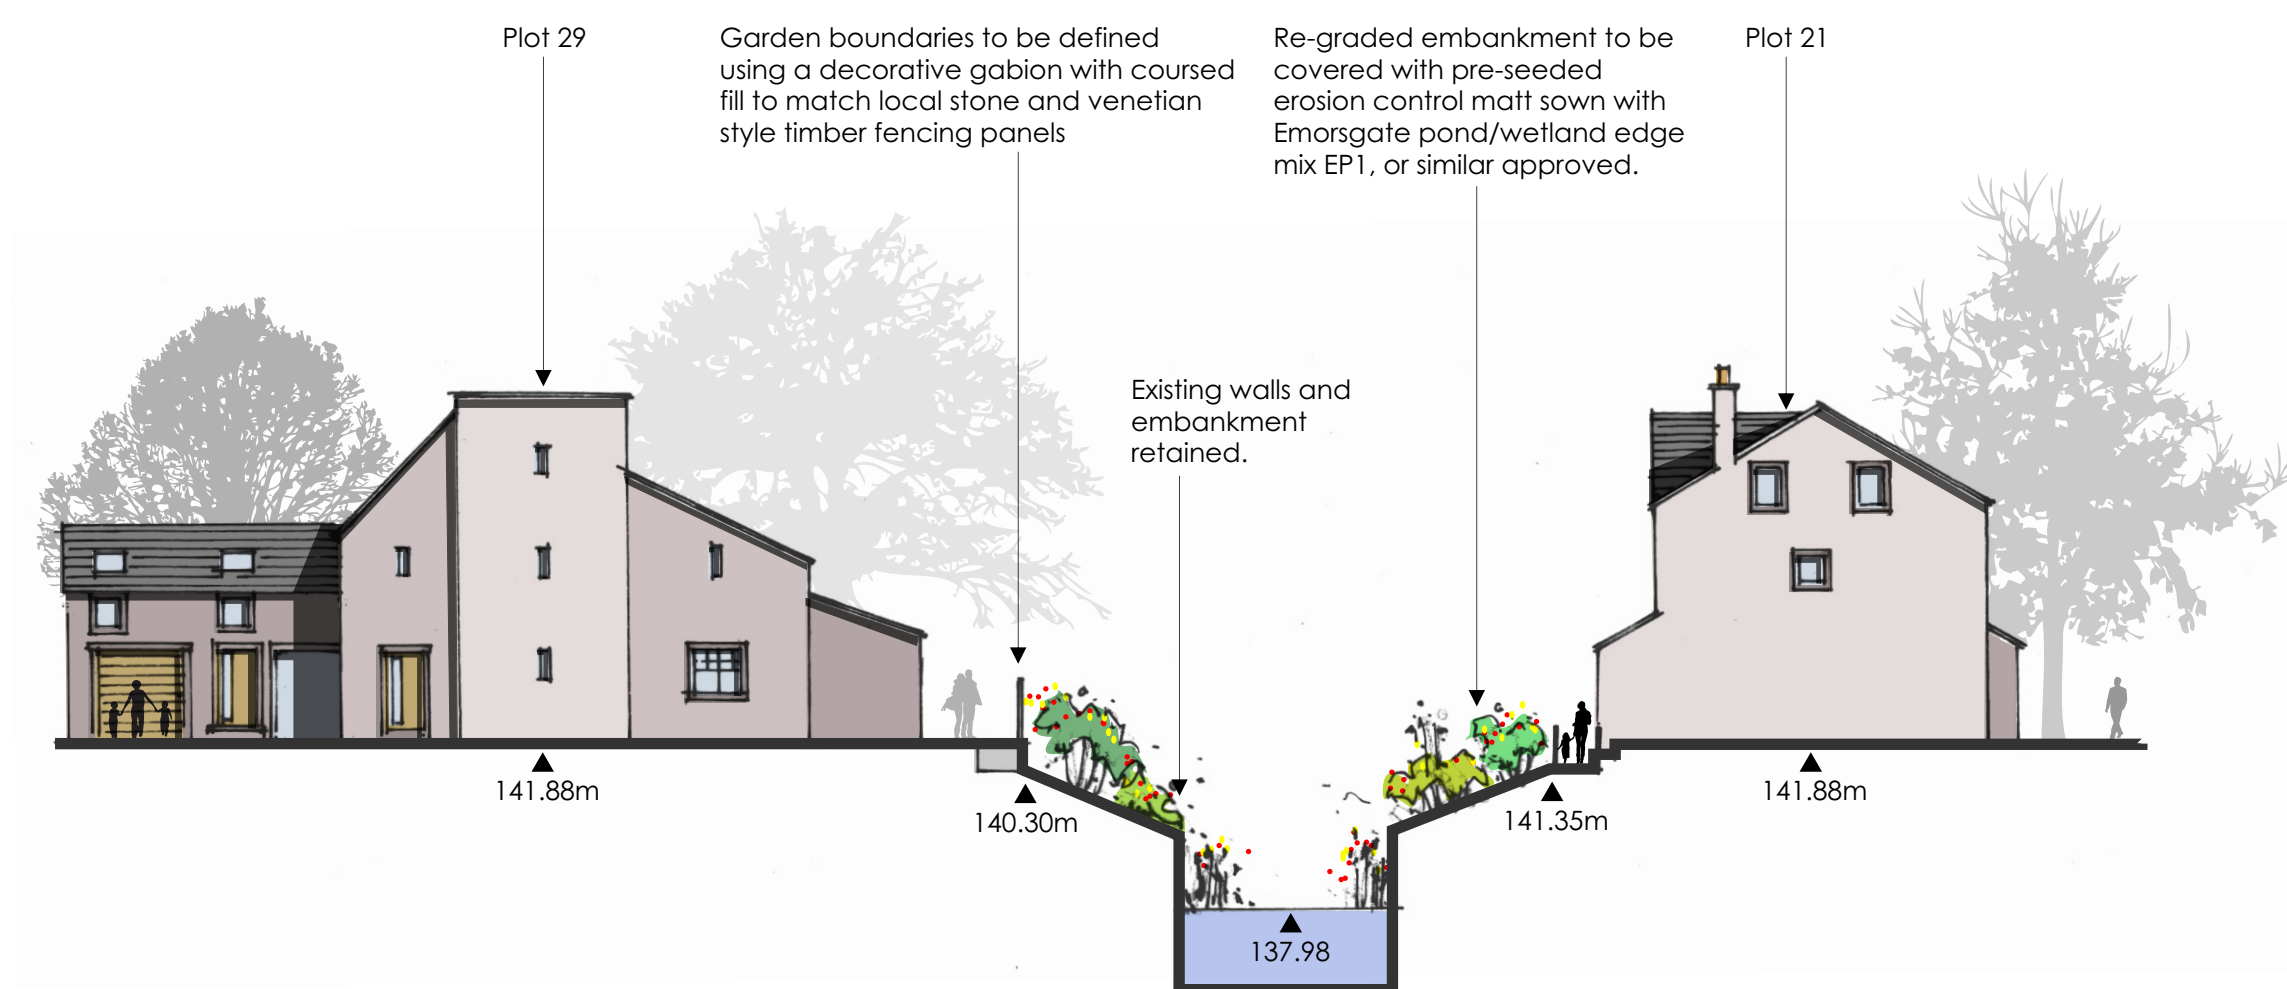 Plot 29
Garden boundaries to be defined
using a decorative gabion with coursed
fill to match local stone and venetian
style timber fencing panels
Re-graded embankment to be
covered with pre-seeded
erosion control matt sown with
Emorsgate pond/wetland edge
mix EP1, or similar approved.
Plot 21
Existing walls and
embankment
retained.
141.88m
140.30m
141.35m
141.88m
137.98